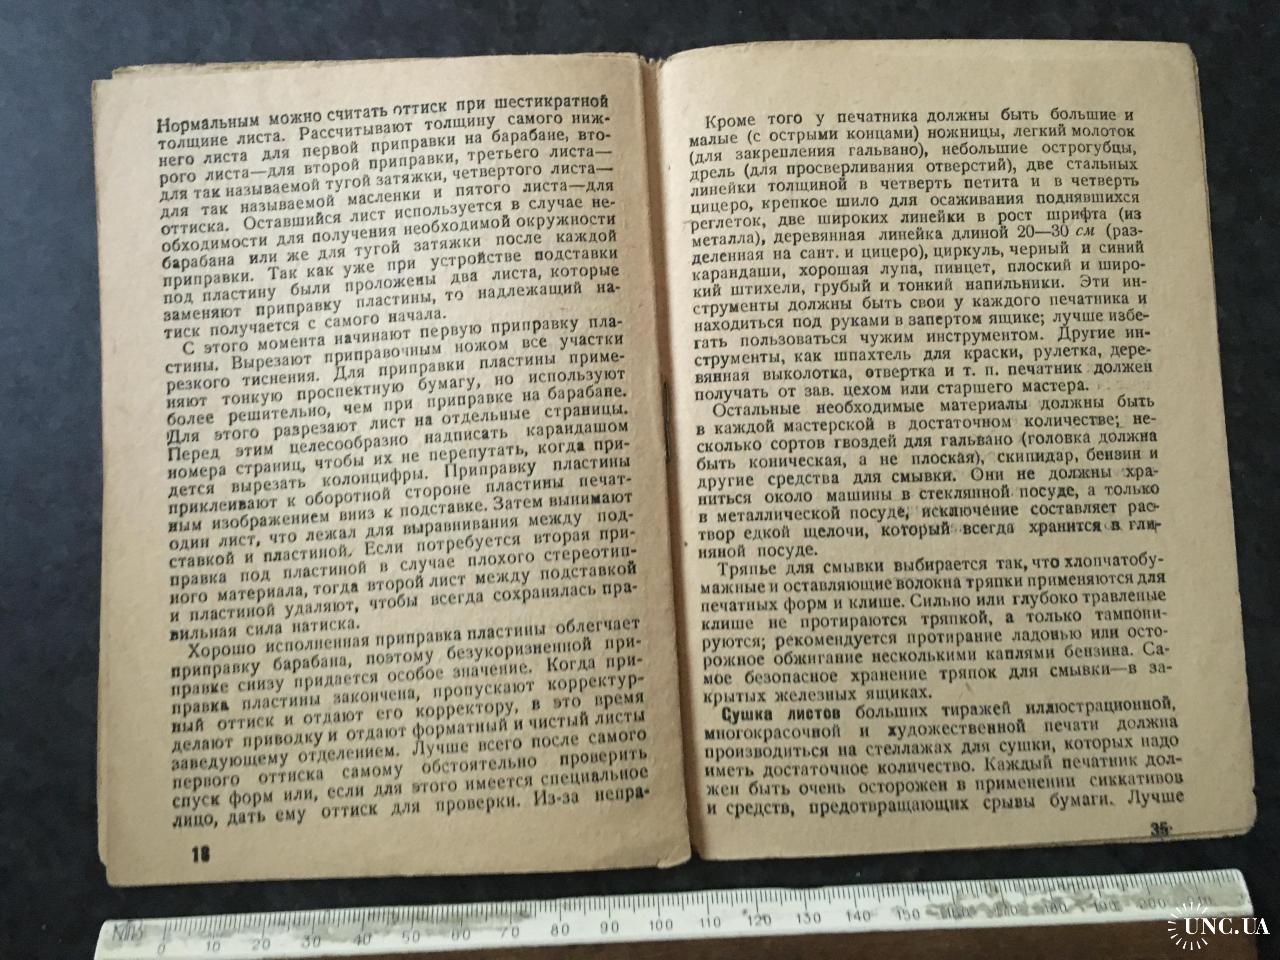 Нормальным можно считать оттиск при шестикратной
толщине листа. Рассчитывают толщину самого ниж-
него листа для первой приправки на барабане, вто-
рого листа—для второй приправки, третьего листа—
для так называемой тугой затяжки, четвертого листа—
для так называемой масленки и пятого листа—для
оттиска. Оставшийся лист используется в случае не-
обходимости для получения необходимой окружности
барабана или же для тугой затяжки после каждой
приправки. Так как уже при устройстве подставки
под пластину были проложены два листа, которые
заменяют приправку пластины, то надлежащий на-
тиск получается с самого начала.
С этого момента начинают первую приправку пла-
стины. Вырезают приправочным ножом все участки
резкого тиснения. Для приправки пластины приме-
няют тонкую проспектную бумагу, но используют
более решительно, чем при приправке на барабане.
Для этого разрезают лист на отдельные страницы.
Перед этим целесообразно надписать карандашом
номера страниц, чтобы их не перепутать, когда при-
дется вырезать колонцифры. Приправку пластины
приклеивают к оборотной стороне пластины печат-
ным изображением вниз к подставке. Затем вынимают
один лист, что лежал для выравнивания между под-
ставкой и пластиной. Если потребуется вторая при-
правка под пластиной в случае плохого стереотип-
ного материала, тогда второй лист между подставкой
и пластиной удаляют, чтобы всегда сохранялась пра-
вильная сила натиска.
Хорошо исполненная приправка пластины облегчает
приправку барабана, поэтому безукоризненной при-
правке снизу придается особое значение. Когда при-
правка пластины закончена, пропускают корректур-
ный оттиск и отдают его корректору, в это время
делают приводку и отдают форматный и чистый листы
заведующему отделением. Лучше всего после самого
первого оттиска самому обстоятельно проверить
спуск форм или, если для этого имеется специальное
лицо, дать ему оттиск для проверки. Из-за непра-
18
Кроме того у печатника должны быть большие и
малые (с острыми концами) ножницы, легкий молоток
(для закрепления гальвано), небольшие острогубцы,
дрель (для просверливания отверстий), две стальных
линейки толщиной в четверть петита и в четверть
цицеро, крепкое шило для осаживания поднявшихся
реглеток, две широких линейки в рост шрифта (из
металла), деревянная линейка длиной 20—30 см (раз-
деленная на сант. и цицеро), циркуль, черный и синий
карандаши, хорошая лупа, пинцет, плоский и широ-
кий штихели, грубый и тонкий напильники. Эти ин-
струменты должны быть свои у каждого печатника и
находиться под руками в запертом ящике; лучше избе-
гать пользоваться чужим инструментом. Другие ин-
струменты, как шпахтель для краски, рулетка, дере-
вянная выколотка, отвертка и т. п. печатник должен
получать от зав. цехом или старшего мастера.
Остальные необходимые материалы должны быть
в каждой мастерской в достаточном количестве; не-
сколько сортов гвоздей для гальвано (головка должна
быть коническая, а не плоская), скипидар, бензин и
другие средства для смывки. Они не должны хра-
ниться около машины в стеклянной посуде, а только
в металлической посуде, исключение составляет рас-
твор едкой щелочи, который всегда хранится в гли-
няной посуде.
Тряпье для смывки выбирается так, что хлопчатобу-
мажные и оставляющие волокна тряпки применяются для
печатных форм и клише. Сильно или глубоко травленые
клише не протираются тряпкой, а только тампони-
руются; рекомендуется протирание ладонью или осто-
рожное обжигание несколькими каплями бензина. Са-
мое безопасное хранение тряпок для смывки—в за-
крытых железных ящиках.
Сушка листов больших тиражей иллюстрационной,
многокрасочной и художественной печати должна
производиться на стеллажах для сушки, которых надо
иметь достаточное количество. Каждый печатник дол-
жен быть очень осторожен в применении сиккативов
и средств, предотвращающих срывы бумаги. Лучше
35
0 10 20 30 40 50 60 70 80 90 100 110 120 130 140 150 160 170 180 190 200
UNC.UA